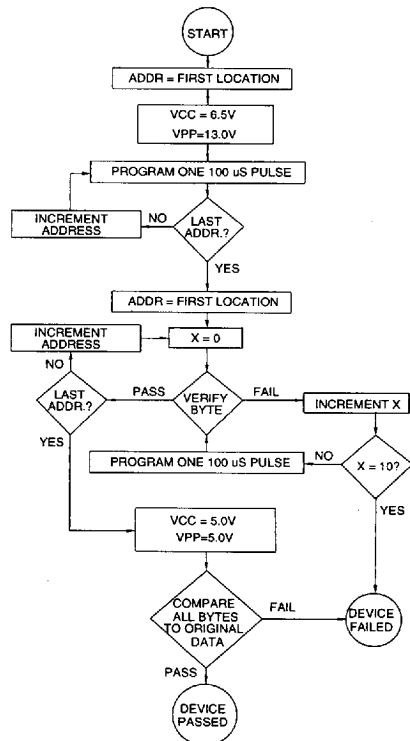 START
ADDR = FIRST LOCATION
VCC = 6.5V
VPP=13.0V
PROGRAM ONE 100 uS PULSE
INCREMENT
ADDRESS
NO
LAST
ADDR.?
YES
ADDR = FIRST LOCATION
INCREMENT
ADDRESS
X = 0
NO
LAST
ADDR.?
PASS
VERIFY
BYTE
FAIL
INCREMENT X
YES
PROGRAM ONE 100 uS PULSE
NO
X = 10?
YES
VCC = 5.0V
VPP=5.0V
COMPARE
ALL BYTES
TO ORIGINAL
DATA
FAIL
DEVICE
FAILED
PASS
DEVICE
PASSED